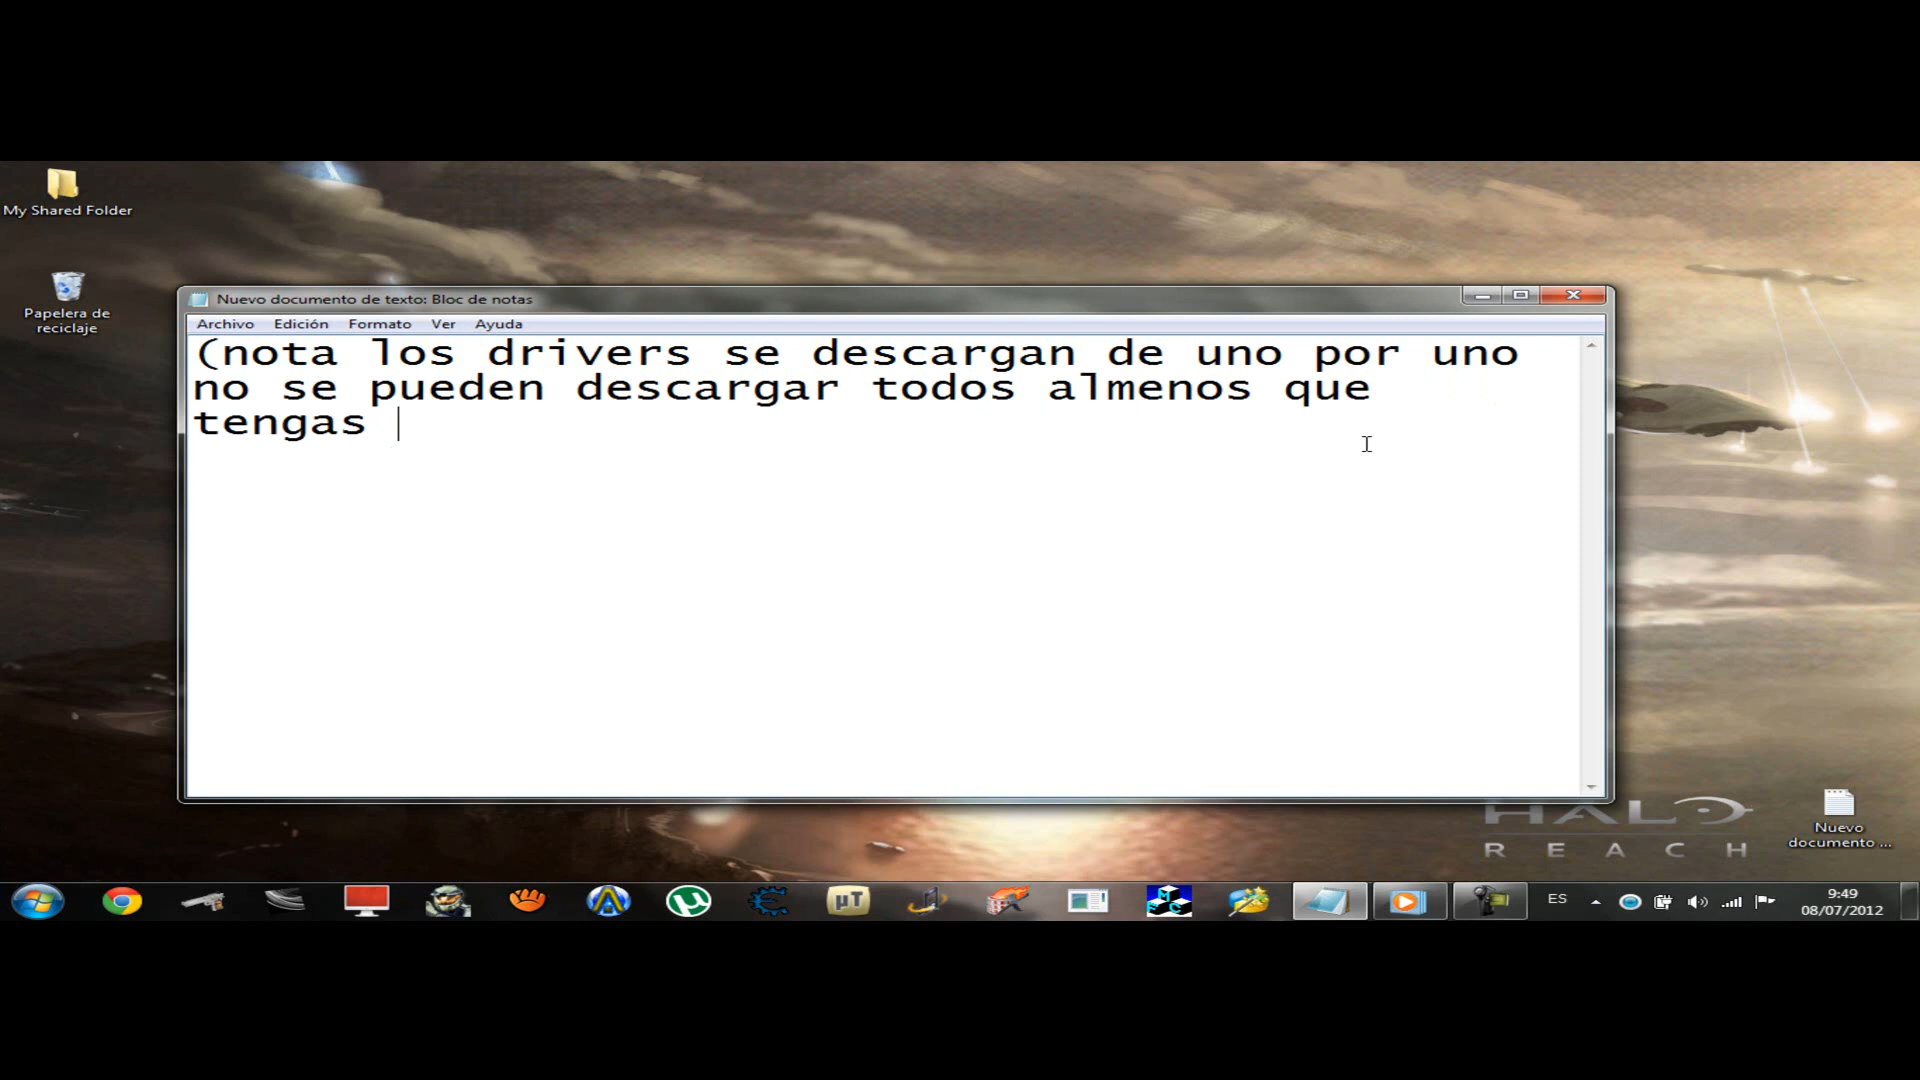 My Shared Folder
Papelera de
reciclaje
Nuevo documento de texto: Bloc de notas
Archivo Edición Formato Ver Ayuda
(nota los drivers se descargan de uno por uno
no se pueden descargar todos almenos que
tengas
HALO
REACH
Nuevo
documento ...
µT
M
F C
ES
9:49
08/07/2012